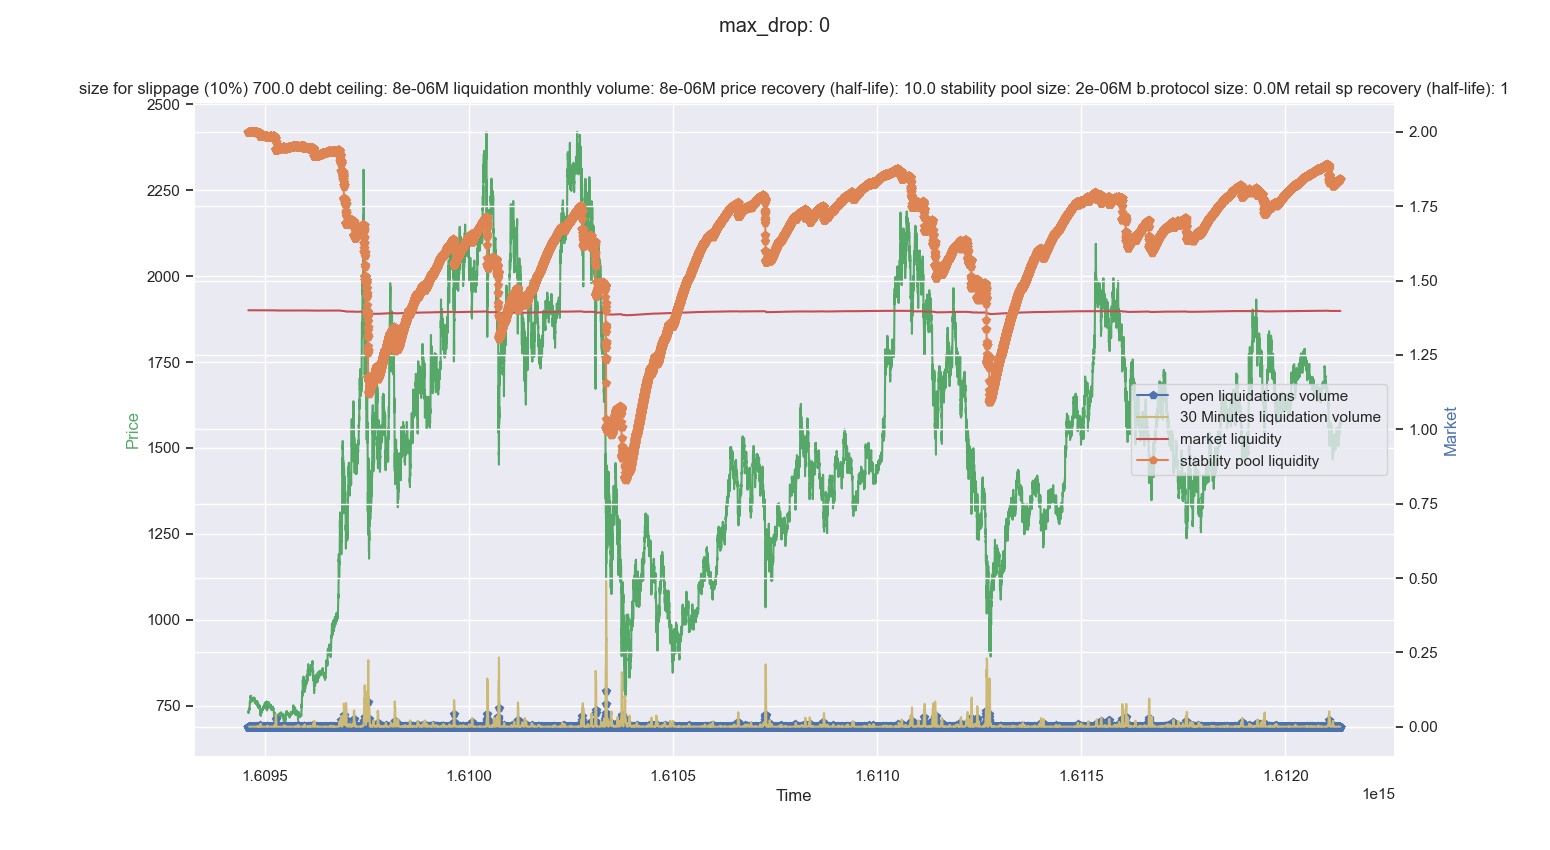 max_drop: 0
size for slippage (10%) 700.0 debt ceiling: 8e-06M liquidation monthly volume: 8e-06M price recovery (half-life): 10.0 stability pool size: 2e-06M b.protocol size: 0.0M retail sp recovery (half-life): 1
2500
2250
2000
1750
1500
1250
1000
750
Price
2.00
1.75
1.50
1.25
1.00
0.75
0.50
0.25
0.00
Market
open liquidations volume
30 Minutes liquidation volume
market liquidity
stability pool liquidity
1.6095 1.6100 1.6105 1.6110 1.6115 1.6120
1e15
Time